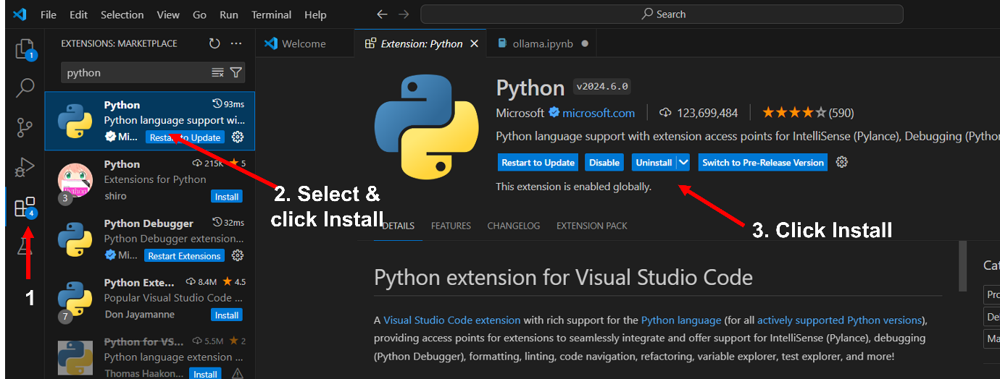 File Edit Selection View Go Run Terminal Help
Search
EXTENSIONS: MARKETPLACE
Welcome
Extension: Python
ollama.ipynb
1
python
Python 93ms
Python language support wi...
Mi... Restart to Update
Python 215K 5
Extensions for Python
Python
3
shiro Install
4
Python Debugger 32ms
Python Debugger extension...
Mi... Restart Extensions
Python Exte... 8.4M 4.5
Popular Visual Studio Code ...
7
Don Jayamanne Install
Python for VS... 5.5M 2
Python language extension
Thomas Haakon... Install
1
2. Select &
click Install
Python v2024.6.0
Microsoft microsoft.com 123,699,484 (590)
Python language support with extension access points for IntelliSense (Pylance), Debugging (Pytho
Restart to Update Disable Uninstall Switch to Pre-Release Version
This extension is enabled globally.
3. Click Install
DETAILS FEATURES CHANGELOG EXTENSION PACK
Python extension for Visual Studio Code
A Visual Studio Code extension with rich support for the Python language (for all actively supported Python versions),
providing access points for extensions to seamlessly integrate and offer support for IntelliSense (Pylance), debugging
(Python Debugger), formatting, linting, code navigation, refactoring, variable explorer, test explorer, and more!
Cat
Pro
De
Ma